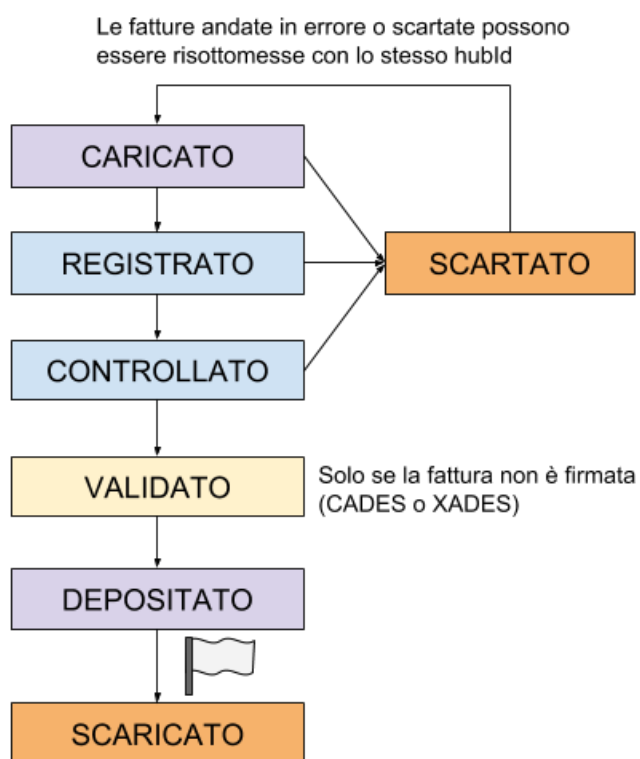 Le fatture andate in errore o scartate possono
essere risottomesse con lo stesso hubId
CARICATO
REGISTRATO
SCARTATO
CONTROLLATO
VALIDATO
Solo se la fattura non è firmata
(CADES o XADES)
DEPOSITATO
SCARICATO